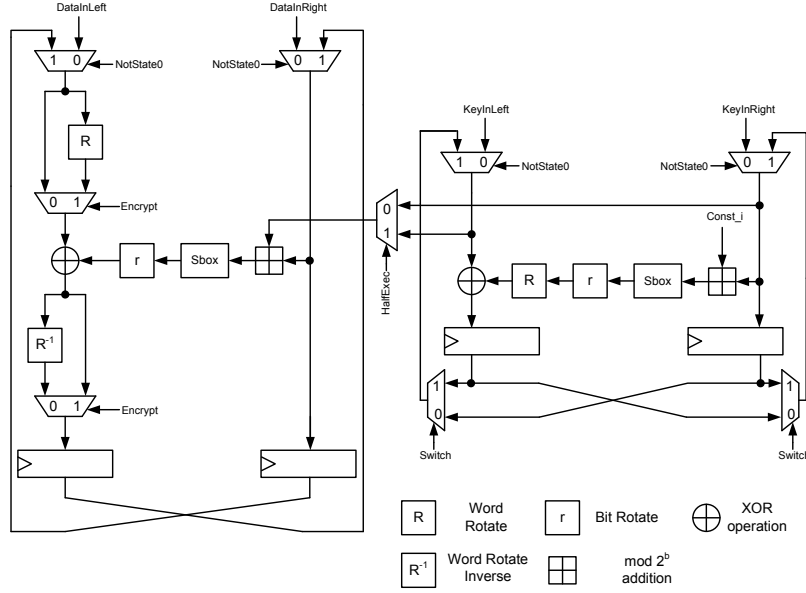 DataInLeft
DataInRight
1 0
NotState0
NotState0
0 1
KeyInLeft
KeyInRight
R
1 0
NotState0
NotState0
0 1
0 1
Encrypt
0
1
Const_i
r
Sbox
HalfExec
R
r
Sbox
R-1
0 1
Encrypt
1
0
1
0
Switch
Switch
R
Word
Rotate
r
Bit Rotate
XOR
operation
R-1
Word Rotate
Inverse
mod 2b
addition